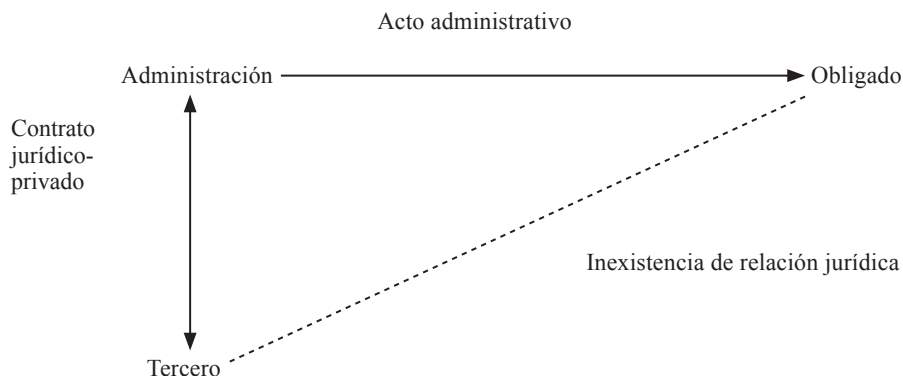 Acto administrativo
Administración
Obligado
Contrato
jurídico-
privado
Inexistencia de relación jurídica
Tercero